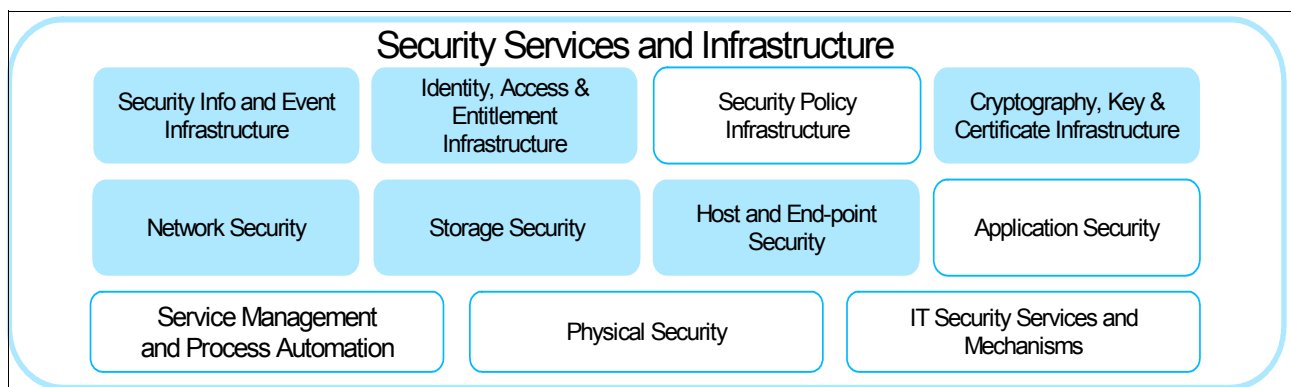 Security Services and Infrastructure
Security Info and Event
Infrastructure
Identity, Access &
Entitlement
Infrastructure
Security Policy
Infrastructure
Cryptography, Key &
Certificate Infrastructure
Network Security
Storage Security
Host and End-point
Security
Application Security
Service Management
and Process Automation
Physical Security
IT Security Services and
Mechanisms